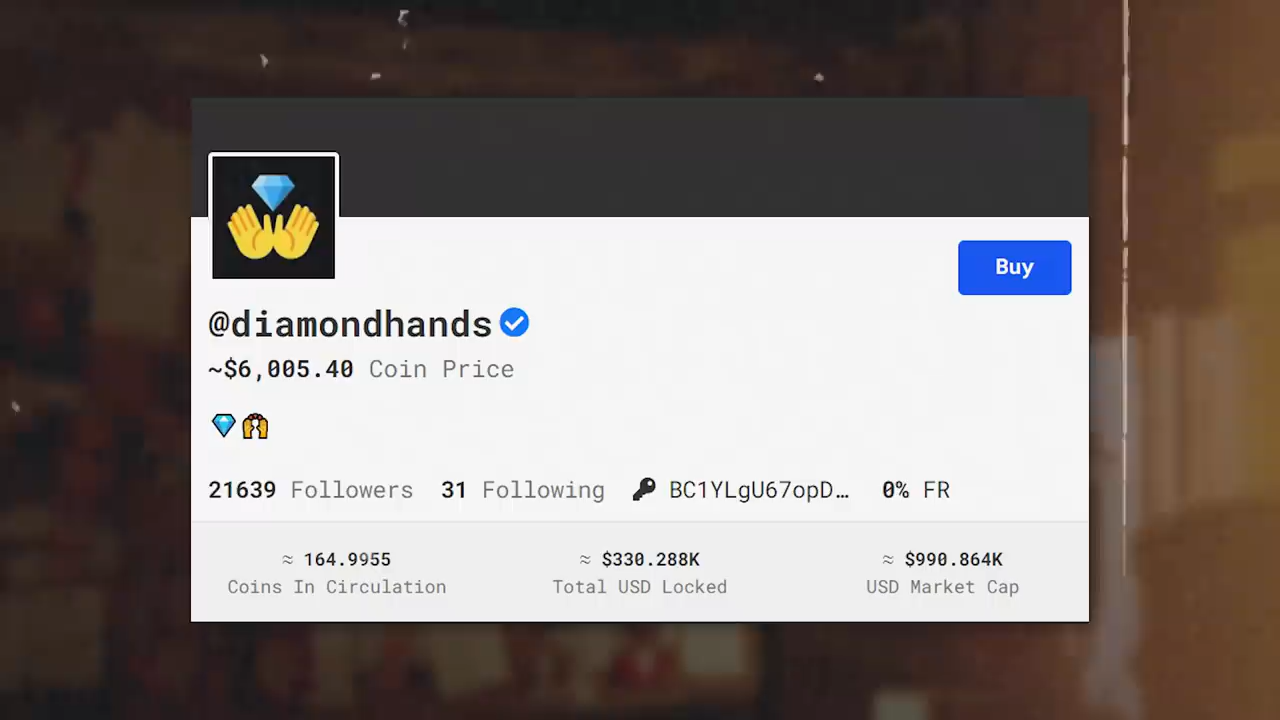 Buy
@diamondhands
~$6,005.40 Coin Price
21639 Followers 31 Following BC1YLgU67opD… 0% FR
≈ 164.9955 ≈ $330.288K ≈ $990.864K
Coins In Circulation Total USD Locked USD Market Cap